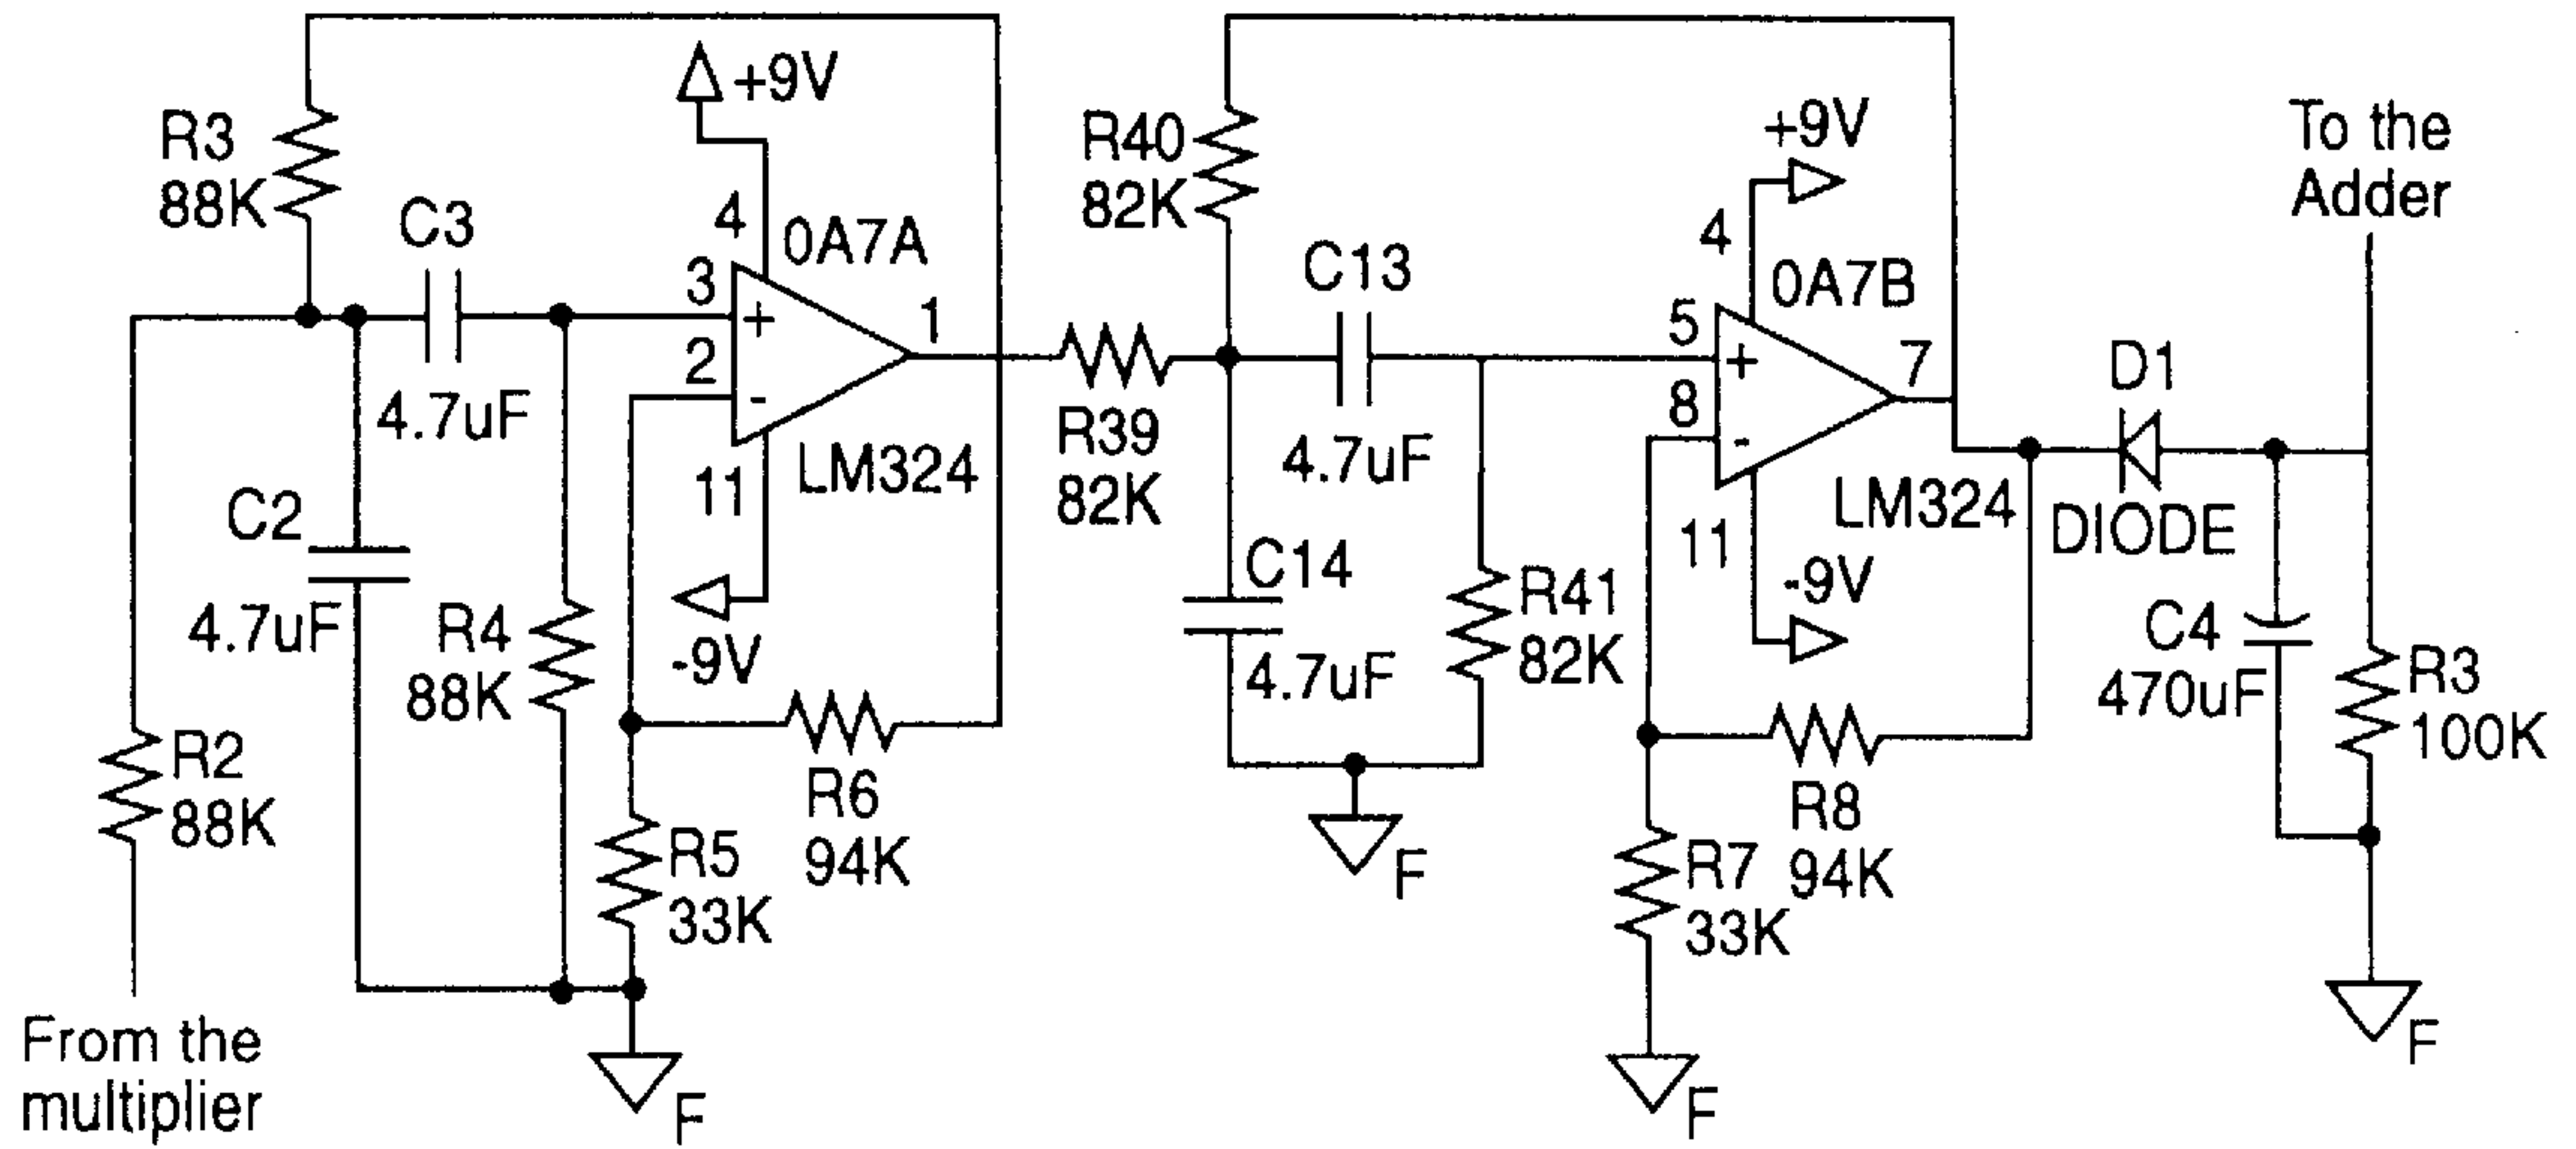 R3
88K
C3
4.7uF
+9V
4
0A7A
3
+
2
-
1
11
LM324
-9V
C2
4.7uF
R4
88K
R2
88K
R6
94K
R5
33K
F
From the
multiplier
R40
82K
C13
4.7uF
R39
82K
C14
4.7uF
R41
82K
F
+9V
4
0A7B
5
+
8
-
7
11
LM324
-9V
R8
94K
R7
33K
F
D1
DIODE
To the
Adder
C4
470uF
R3
100K
F